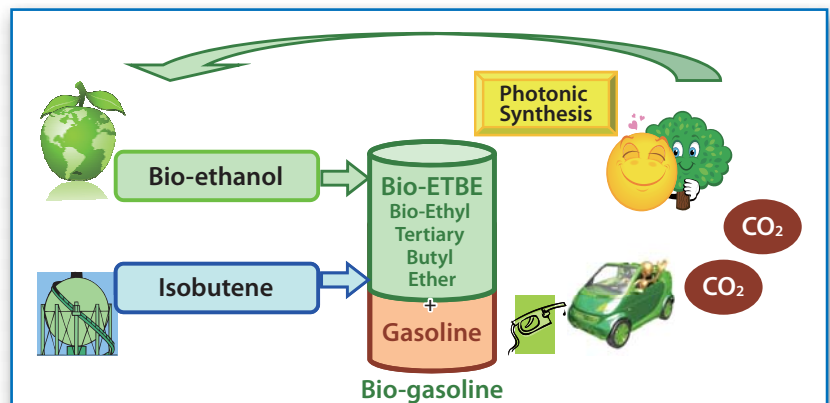 Photonic
Synthesis
Bio-ethanol
Bio-ETBE
Bio-Ethyl
Tertiary
Butyl
Ether
Isobutene
+
Gasoline
Bio-gasoline
CO₂
CO₂